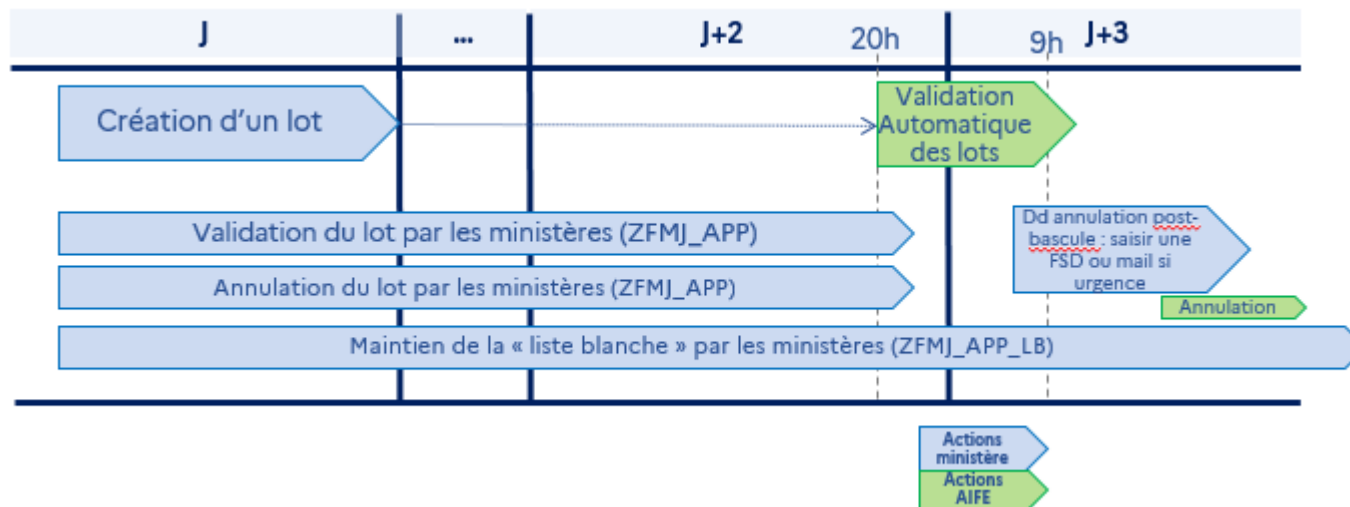 J
...
J+2
20h
9h
J+3
Création d'un lot
Validation
Automatique
des lots
Validation du lot par les ministères (ZFMJ_APP)
Dd annulation post-
bascule : saisir une
FSD ou mail si
urgence
Annulation du lot par les ministères (ZFMJ_APP)
Annulation
Maintien de la « liste blanche » par les ministères (ZFMJ_APP_LB)
Actions
ministère
Actions
AIFE